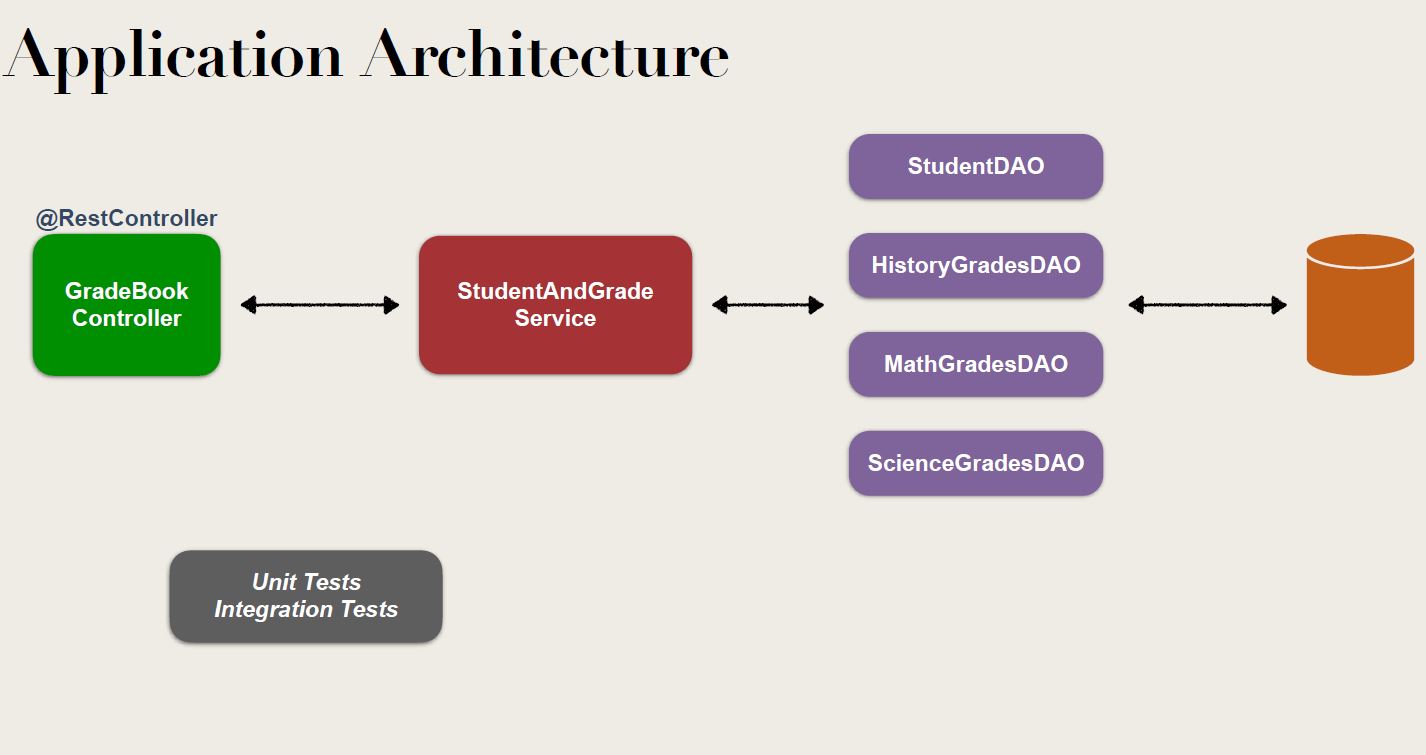 Application Architecture
@RestController
GradeBook
Controller
StudentAndGrade
Service
StudentDAO
HistoryGradesDAO
MathGradesDAO
ScienceGradesDAO
Unit Tests
Integration Tests